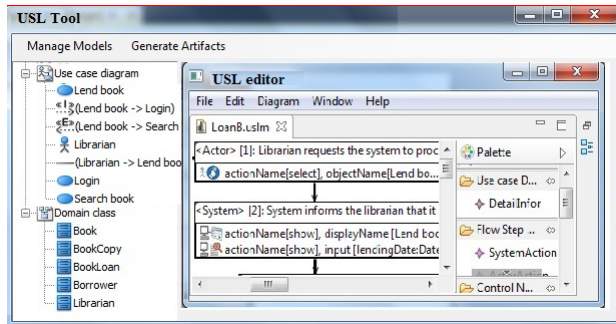 USL Tool
Manage Models Generate Artifacts
Use case diagram
Lend book
«I»(Lend book -> Login)
«E»(Lend book -> Search
Librarian
(Librarian -> Lend boo
Login
Search book
Domain class
Book
BookCopy
BookLoan
Borrower
Librarian
USL editor
File Edit Diagram Window Help
LoanB.uslm
<Actor> [1]: Librarian requests the system to proc
actionName[select], objectName[Lend bo...
<System> [2]: System informs the librarian that it
actionName[show], displayName [Lend boo
actionName[show], input [lendingDate:Date
Palette
Use case D...
DetailInfor
Flow Step ...
SystemAction
Control N...